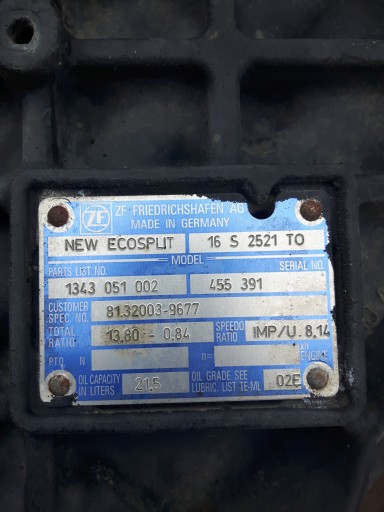 ZF FRIEDRICHSHAFEN AG
MADE IN GERMANY
NEW ECOSPLIT 16 S 2521 TO
MODEL
PARTS LIST NO. SERIAL NO.
1343 051 002 455 391
CUSTOMER SPEC. NO. 81.32003-9677
TOTAL RATIO 13,80 - 0.84 SPEEDO RATIO IMP/U. 8,14
PTO N n= ENGINE
OIL CAPACITY IN LITERS 21,5 OIL GRADE SEE LUBRIC. LIST TE-ML 02E